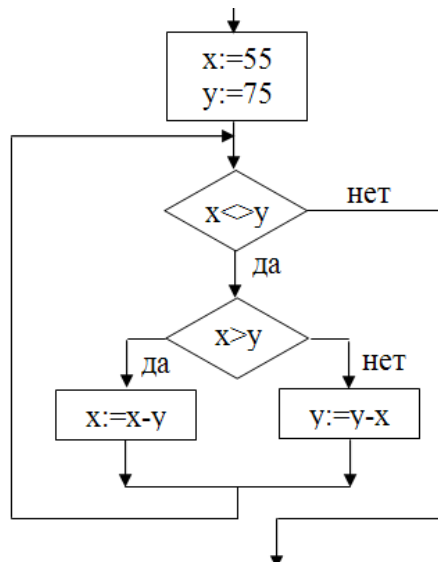 x:=55
y:=75
x<>y
нет
да
x>y
да
нет
x:=x-y
y:=y-x